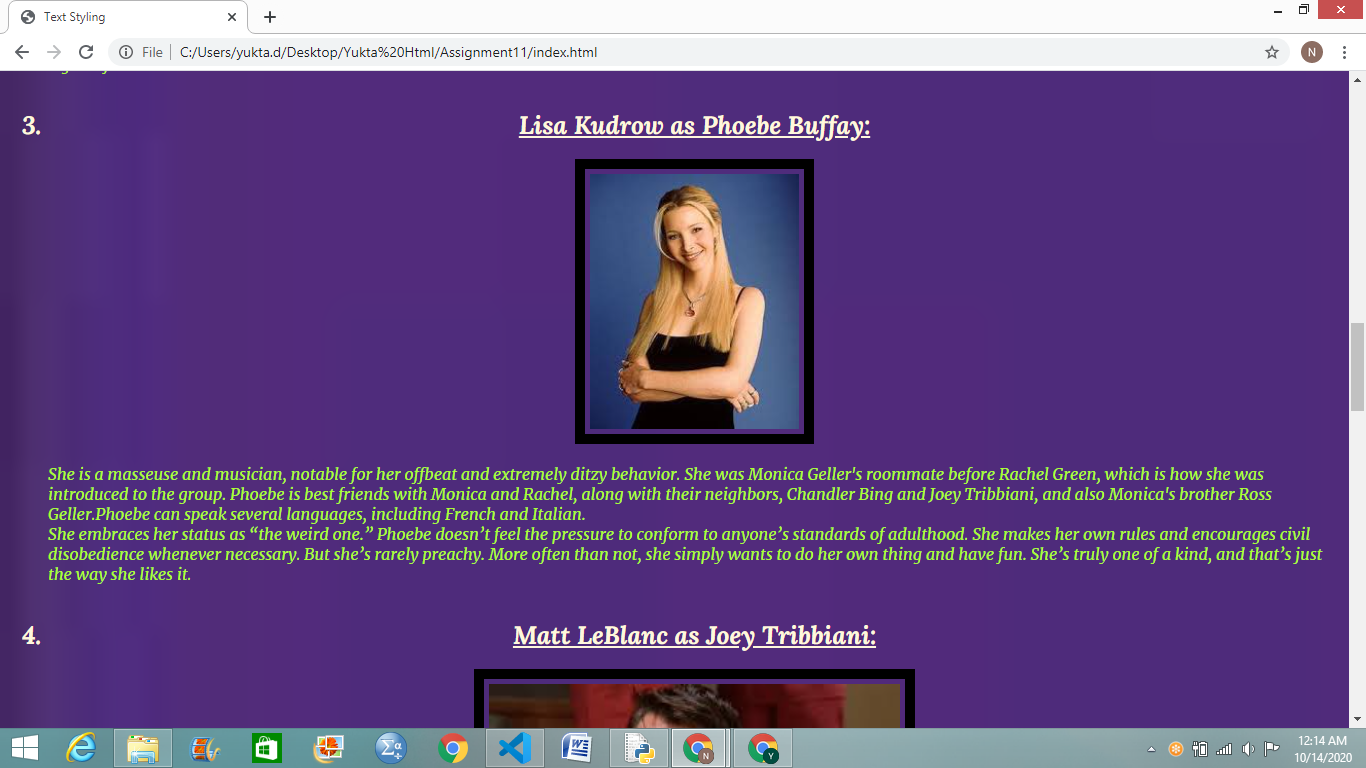 Text Styling
File
C:/Users/yukta.d/Desktop/Yukta%20Html/Assignment11/index.html
N
3. Lisa Kudrow as Phoebe Buffay:
She is a masseuse and musician, notable for her offbeat and extremely ditzy behavior. She was Monica Geller's roommate before Rachel Green, which is how she was
introduced to the group. Phoebe is best friends with Monica and Rachel, along with their neighbors, Chandler Bing and Joey Tribbiani, and also Monica's brother Ross
Geller.Phoebe can speak several languages, including French and Italian.
She embraces her status as “the weird one.” Phoebe doesn’t feel the pressure to conform to anyone’s standards of adulthood. She makes her own rules and encourages civil
disobedience whenever necessary. But she’s rarely preachy. More often than not, she simply wants to do her own thing and have fun. She’s truly one of a kind, and that’s just
the way she likes it.
4. Matt LeBlanc as Joey Tribbiani:
N
Y
12:14 AM
10/14/2020